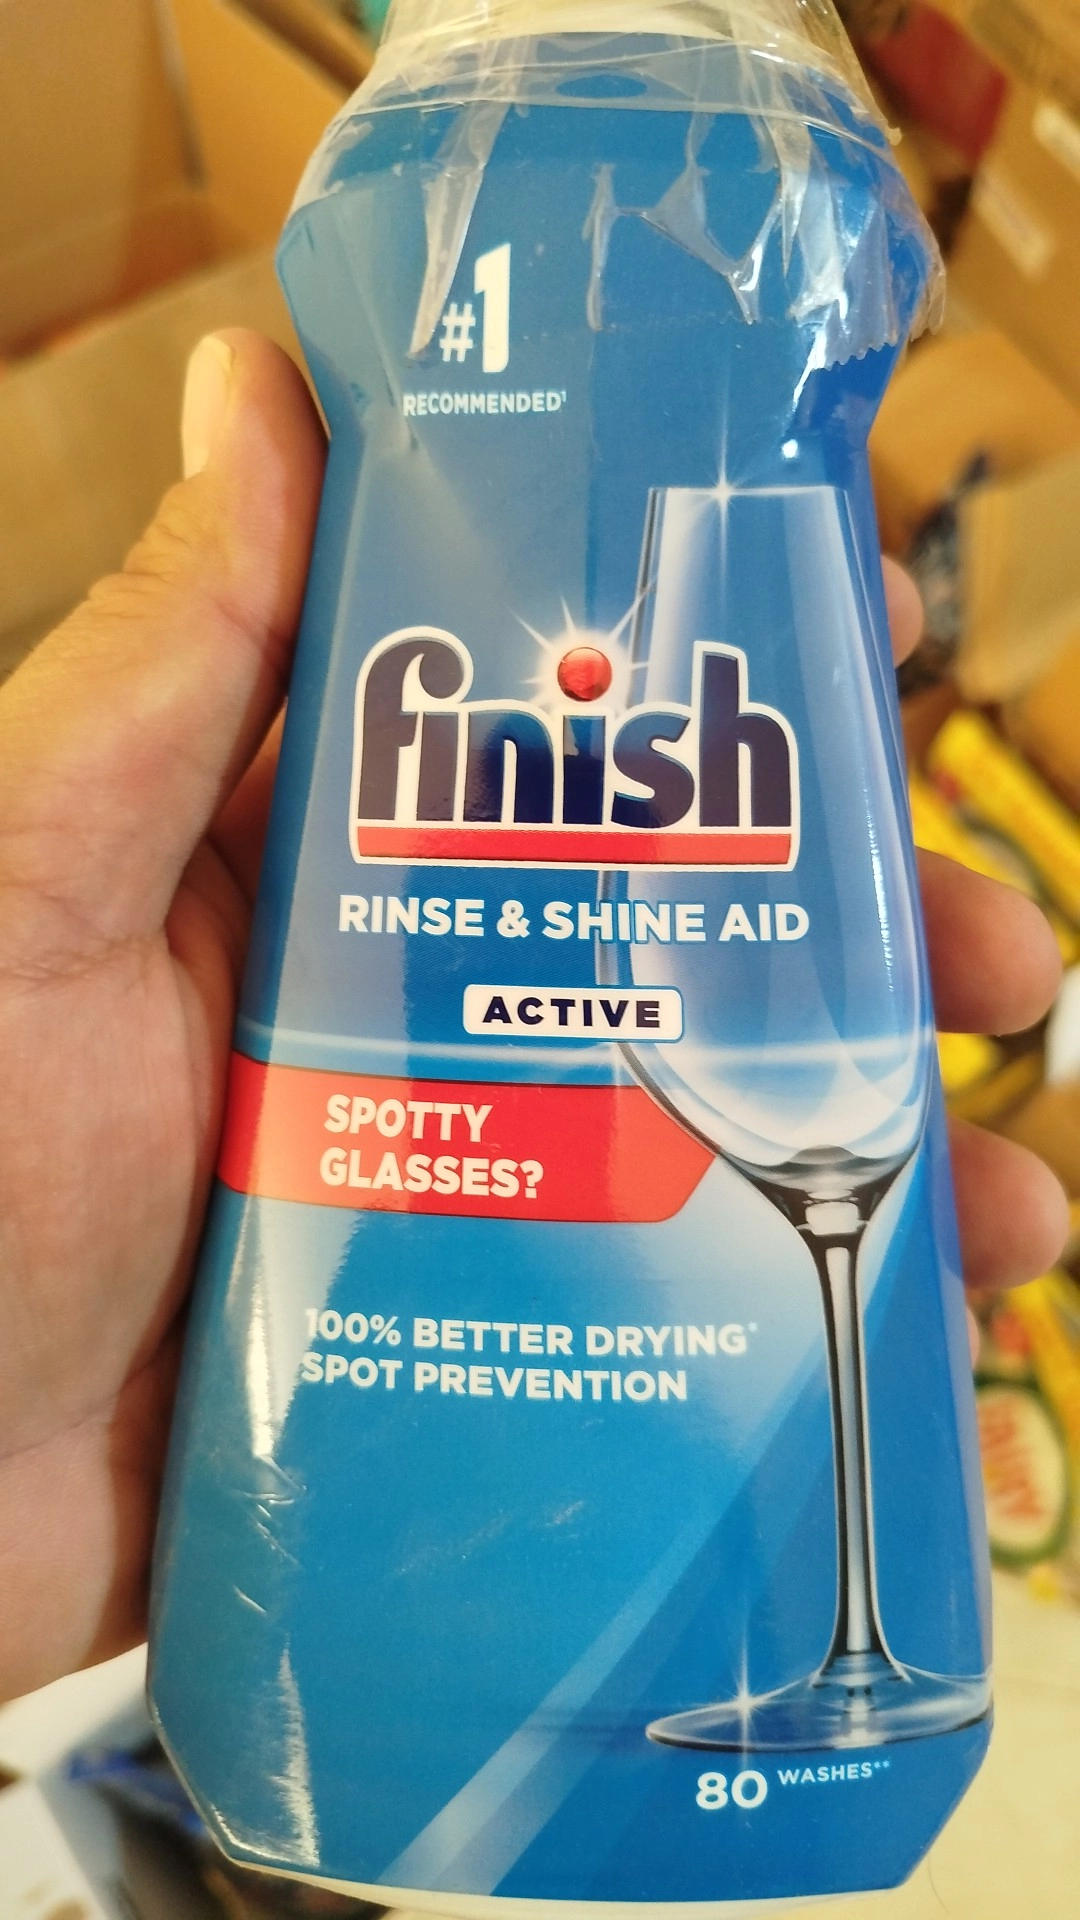 #1
RECOMMENDED¹
finish
RINSE & SHINE AID
ACTIVE
SPOTTY
GLASSES?
100% BETTER DRYING*
SPOT PREVENTION
80 WASHES**